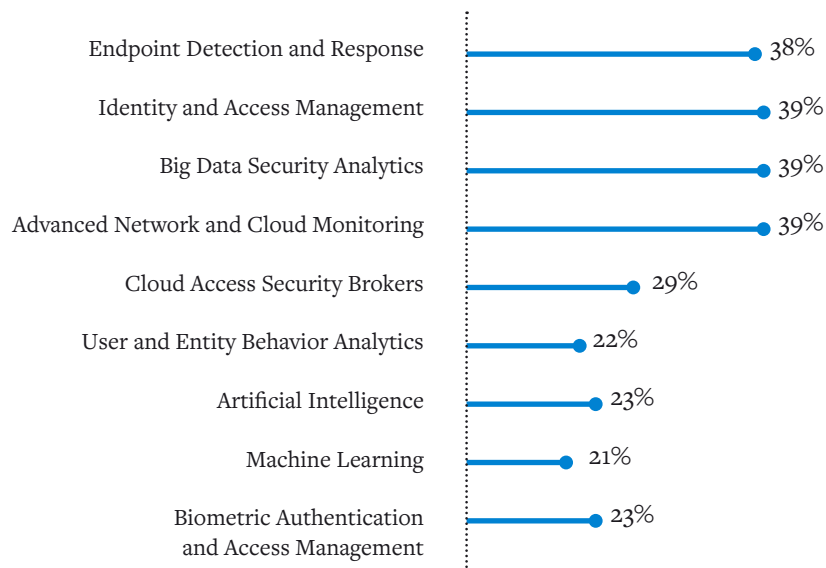 Endpoint Detection and Response 38%
Identity and Access Management 39%
Big Data Security Analytics 39%
Advanced Network and Cloud Monitoring 39%
Cloud Access Security Brokers 29%
User and Entity Behavior Analytics 22%
Artificial Intelligence 23%
Machine Learning 21%
Biometric Authentication 23%
and Access Management